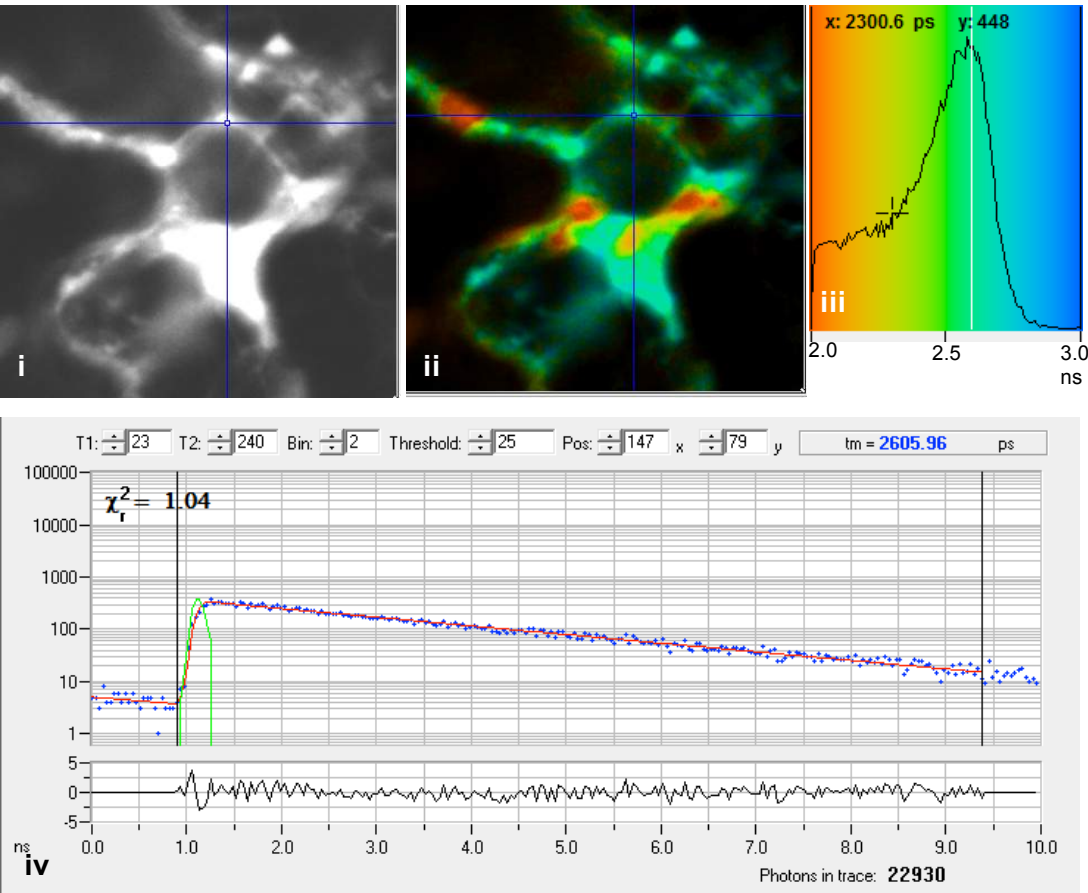 i
ii
x: 2300.6 ps y: 448
iii
2.0 2.5 3.0
ns
T1: 23 T2: 240 Bin: 2 Threshold: 25 Pos: 147 x 79 y tm = 2605.96 ps
100000
χ²r = 1.04
10000
1000
100
10
1
5
0
-5
ns 0.0 1.0 2.0 3.0 4.0 5.0 6.0 7.0 8.0 9.0 10.0
iv
Photons in trace: 22930